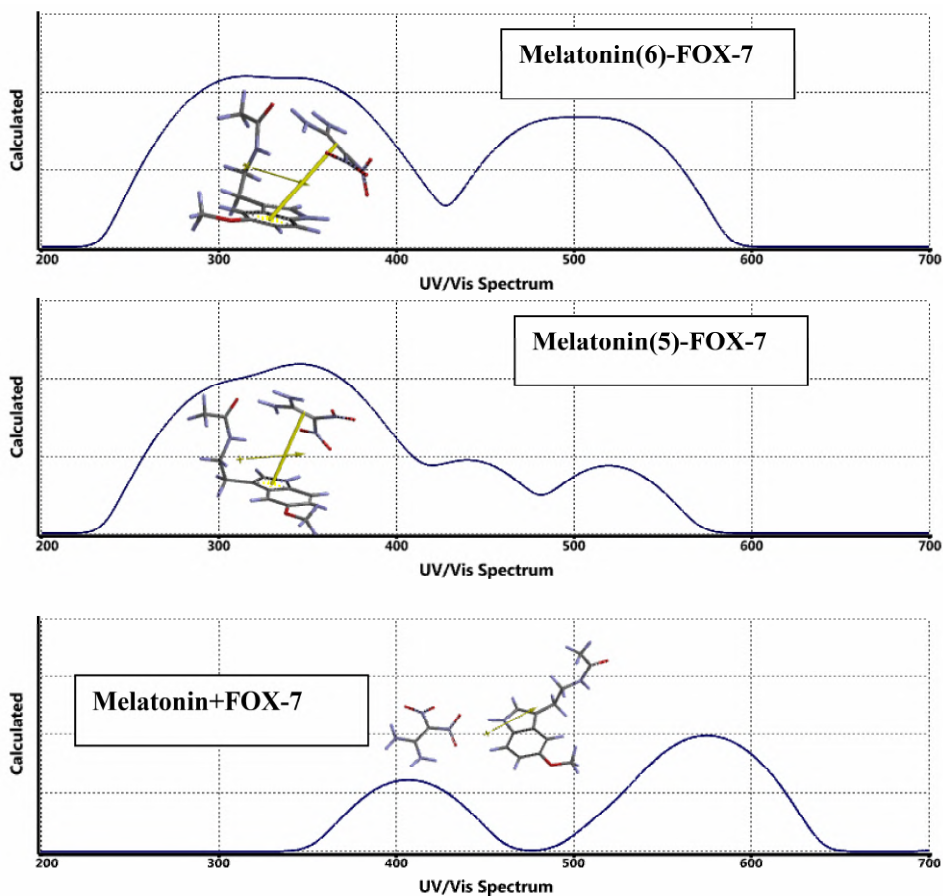 Melatonin(6)-FOX-7
Calculated
200 300 400 500 600 700
UV/Vis Spectrum
Melatonin(5)-FOX-7
Calculated
200 300 400 500 600 700
UV/Vis Spectrum
Melatonin+FOX-7
Calculated
200 300 400 500 600 700
UV/Vis Spectrum